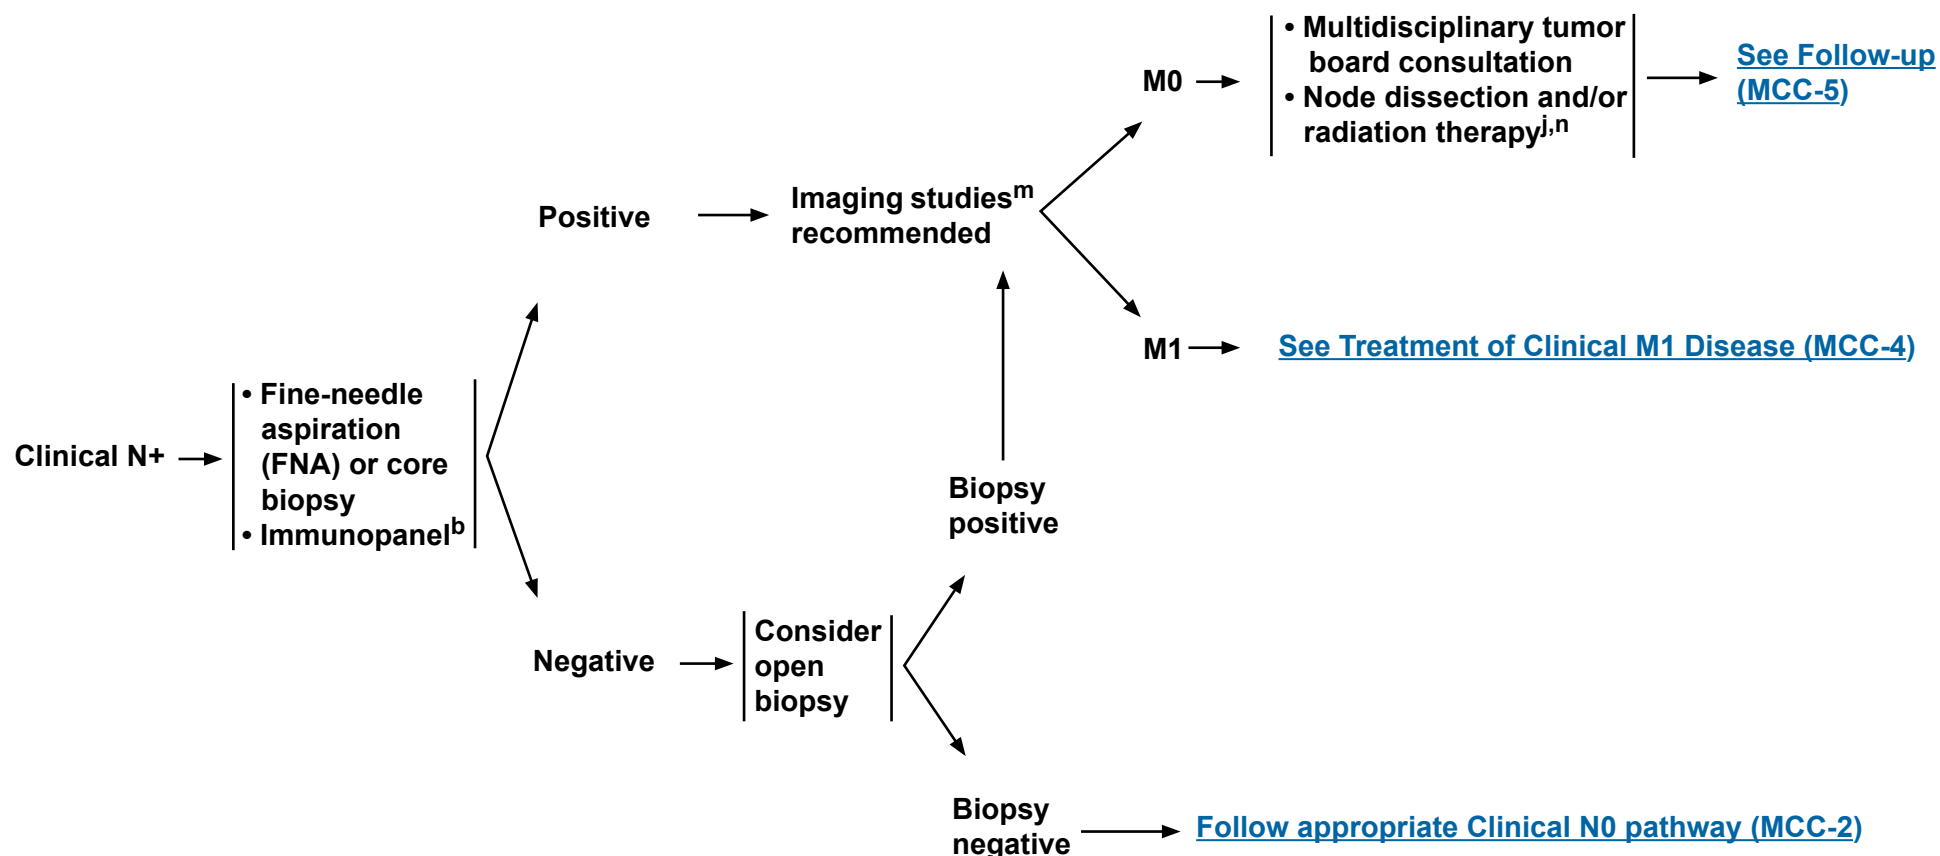 Clinical N+
• Fine-needle
aspiration
(FNA) or core
biopsy
• Immunopanelb
Positive
Imaging studiesm
recommended
M0
• Multidisciplinary tumor
board consultation
• Node dissection and/or
radiation therapyj,n
See Follow-up
(MCC-5)
M1
See Treatment of Clinical M1 Disease (MCC-4)
Negative
Consider
open
biopsy
Biopsy
positive
Biopsy
negative
Follow appropriate Clinical N0 pathway (MCC-2)